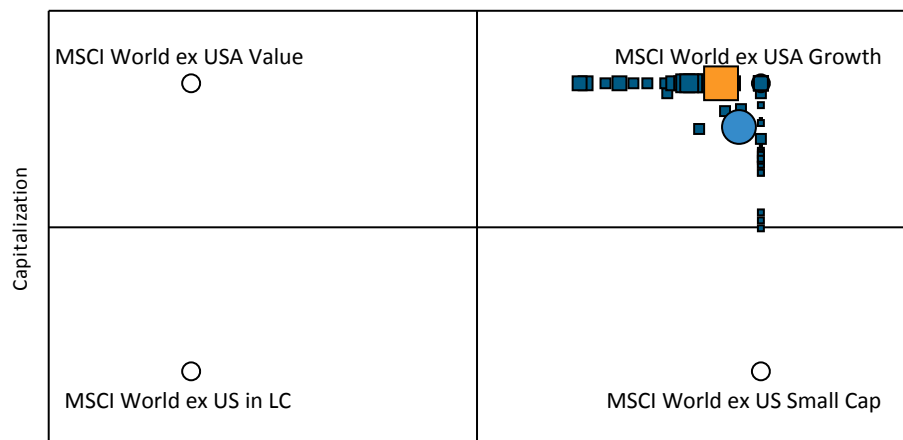 MSCI World ex USA Value
MSCI World ex USA Growth
Capitalization
MSCI World ex US in LC
MSCI World ex US Small Cap